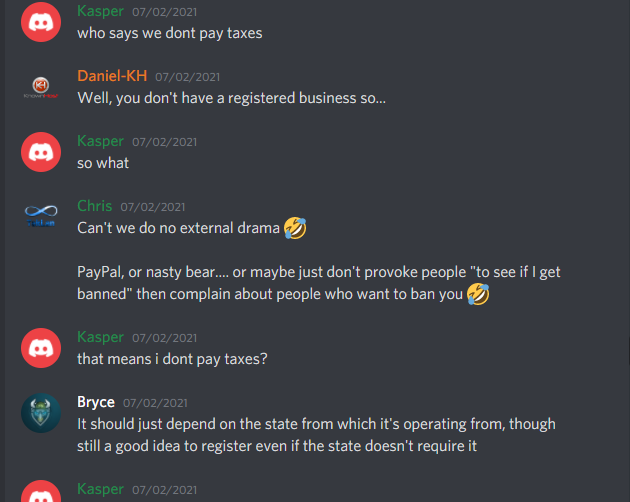 Kasper 07/02/2021
who says we dont pay taxes
Daniel-KH 07/02/2021
Well, you don't have a registered business so...
Kasper 07/02/2021
so what
Chris 07/02/2021
Can't we do no external drama 🤣
PayPal, or nasty bear.... or maybe just don't provoke people "to see if I get
banned" then complain about people who want to ban you 🤣
Kasper 07/02/2021
that means i dont pay taxes?
Bryce 07/02/2021
It should just depend on the state from which it's operating from, though
still a good idea to register even if the state doesn't require it
Kasper 07/02/2021